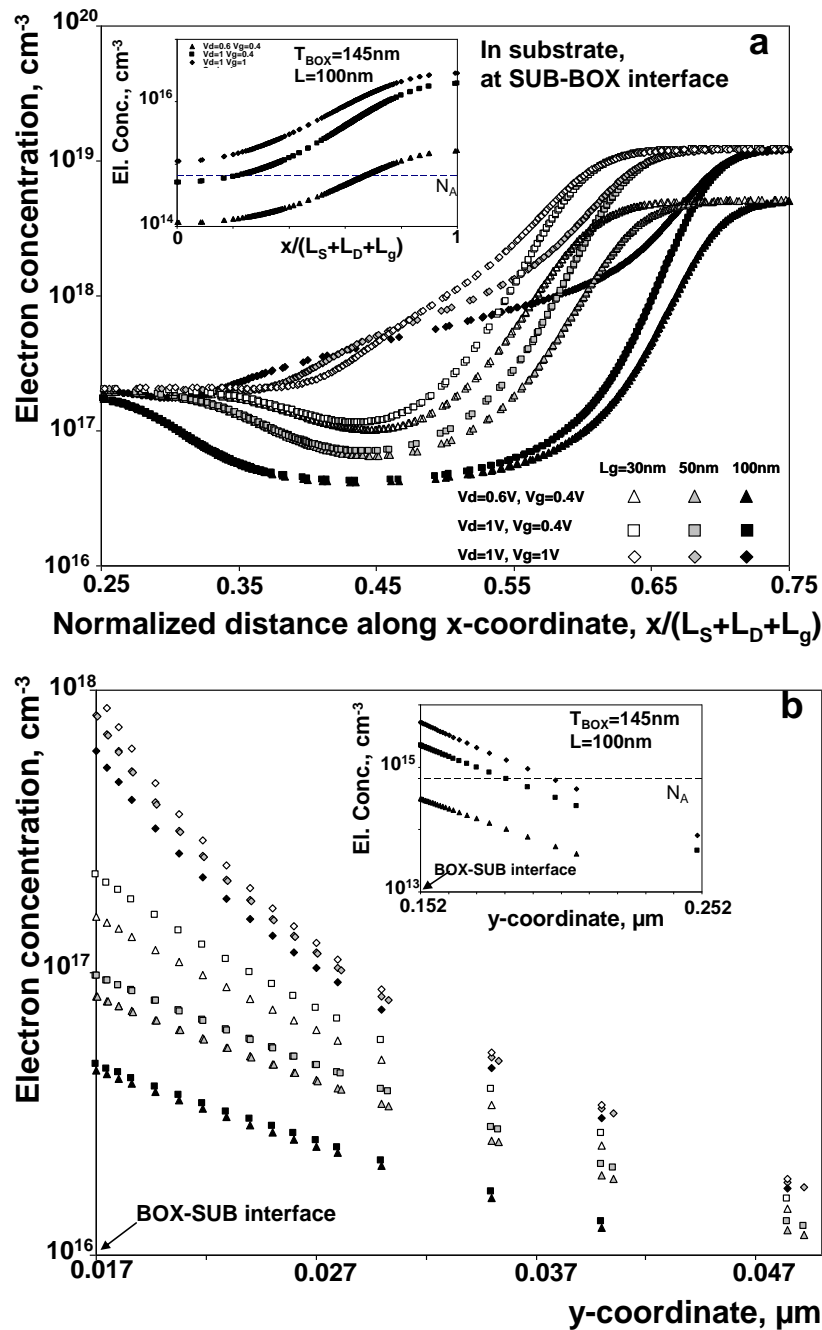 10^20
Electron concentration, cm^-3
10^19
10^18
10^17
10^16
a
In substrate,
at SUB-BOX interface
El. Conc., cm^-3
10^16
10^14
Vd=0.6 Vg=0.4
Vd=1 Vg=0.4
Vd=1 Vg=1
T_BOX=145nm
L=100nm
N_A
0
1
x/(L_S+L_D+L_g)
Lg=30nm 50nm 100nm
Vd=0.6V, Vg=0.4V
Vd=1V, Vg=0.4V
Vd=1V, Vg=1V
0.25 0.35 0.45 0.55 0.65 0.75
Normalized distance along x-coordinate, x/(L_S+L_D+L_g)
10^18
Electron concentration, cm^-3
10^17
10^16
b
El. Conc., cm^-3
10^15
10^13
T_BOX=145nm
L=100nm
N_A
BOX-SUB interface
0.152 0.252
y-coordinate, μm
BOX-SUB interface
0.017 0.027 0.037 0.047
y-coordinate, μm